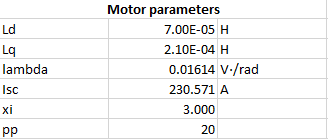 Motor parameters
Ld 7.00E-05 H
Lq 2.10E-04 H
lambda 0.01614 V·/rad
Isc 230.571 A
xi 3.000
pp 20